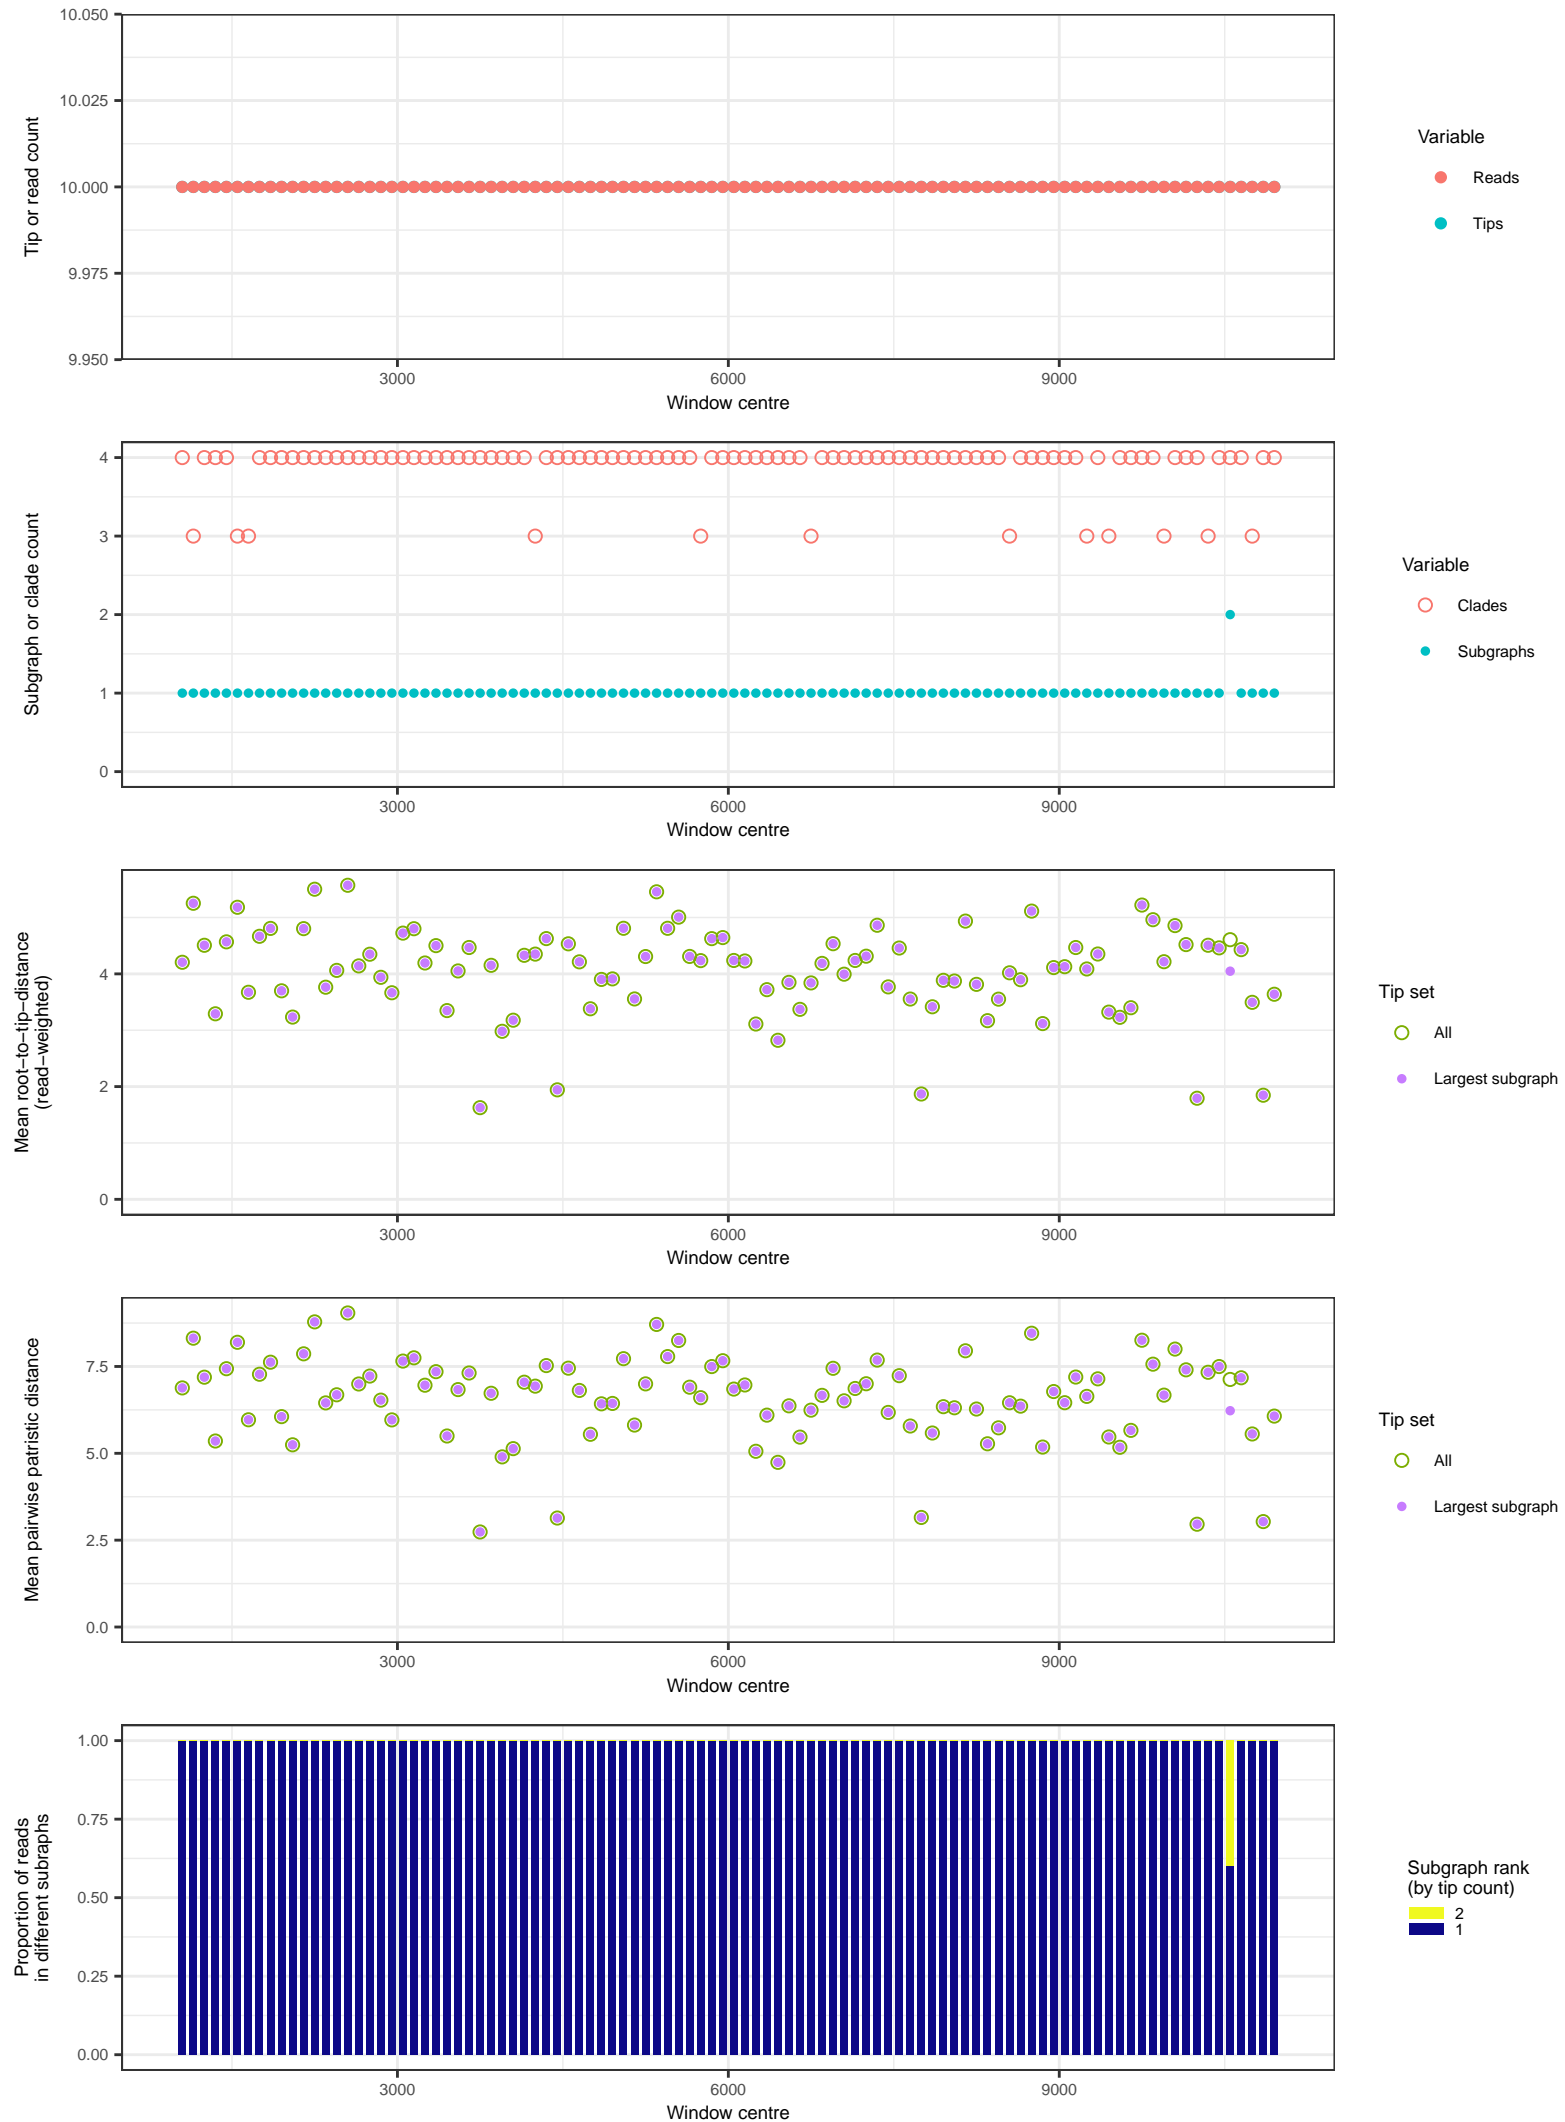 10.050
10.025
10.000
9.975
9.950
Tip or read count
3000
6000
9000
Window centre
Variable
Reads
Tips
4
3
2
1
0
Subgraph or clade count
3000
6000
9000
Window centre
Variable
Clades
Subgraphs
4
2
0
Mean root−to−tip−distance
(read−weighted)
3000
6000
9000
Window centre
Tip set
All
Largest subgraph
7.5
5.0
2.5
0.0
Mean pairwise patristic distance
3000
6000
9000
Window centre
Tip set
All
Largest subgraph
1.00
0.75
0.50
0.25
0.00
Proportion of reads
in different subraphs
3000
6000
9000
Window centre
Subgraph rank
(by tip count)
2
1